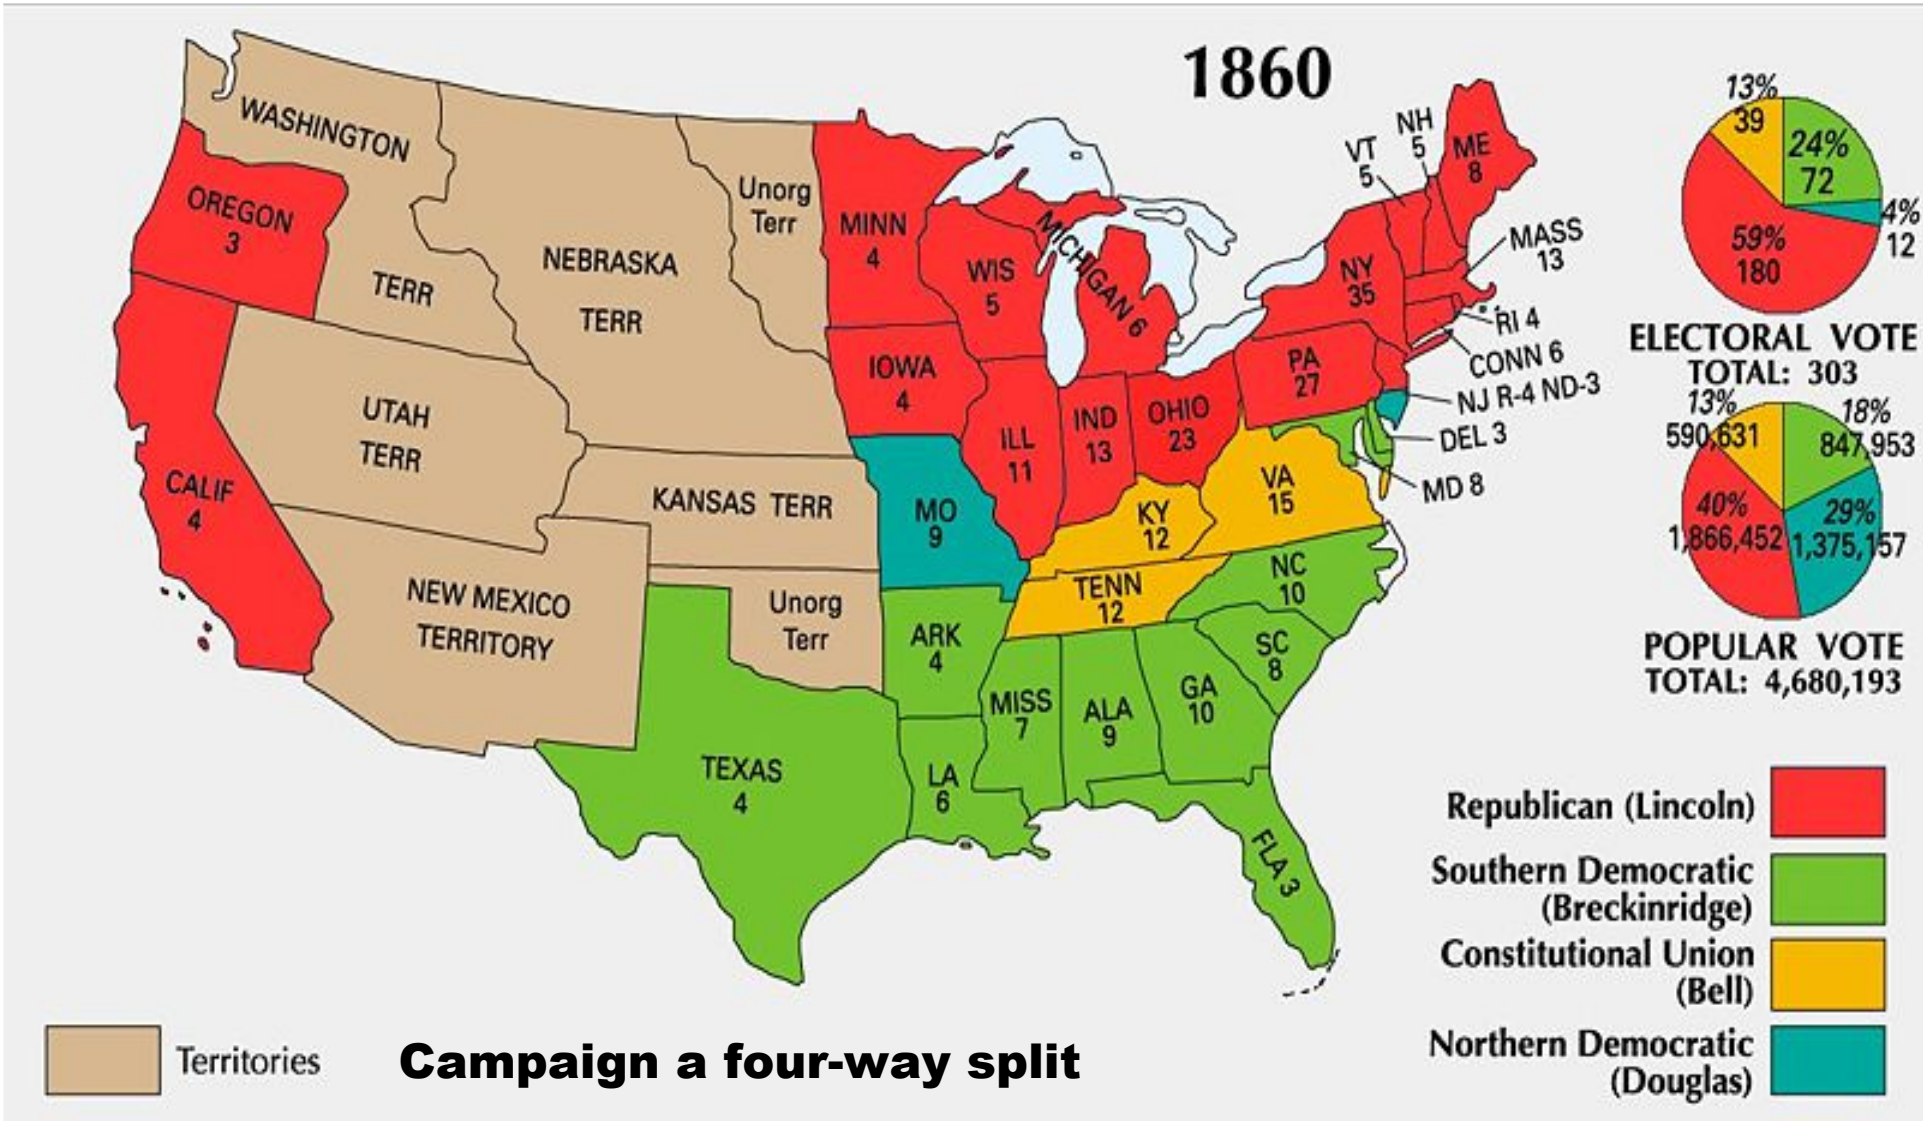 1860
WASHINGTON
TERR
OREGON
3
CALIF
4
NEBRASKA
TERR
Unorg
Terr
UTAH
TERR
KANSAS TERR
NEW MEXICO
TERRITORY
Unorg
Terr
MINN
4
WIS
5
MICHIGAN 6
IOWA
4
ILL
11
IND
13
OHIO
23
PA
27
NY
35
VT
5
NH
5
ME
8
MASS
13
RI 4
CONN 6
NJ R-4 ND-3
DEL 3
MD 8
MO
9
KY
12
VA
15
TENN
12
NC
10
SC
8
ARK
4
MISS
7
ALA
9
GA
10
TEXAS
4
LA
6
FLA 3
13%
39
24%
72
4%
12
59%
180
ELECTORAL VOTE
TOTAL: 303
13%
590,631
18%
847,953
40%
1,866,452
29%
1,375,157
POPULAR VOTE
TOTAL: 4,680,193
Republican (Lincoln)
Southern Democratic
(Breckinridge)
Constitutional Union
(Bell)
Northern Democratic
(Douglas)
Territories
Campaign a four-way split